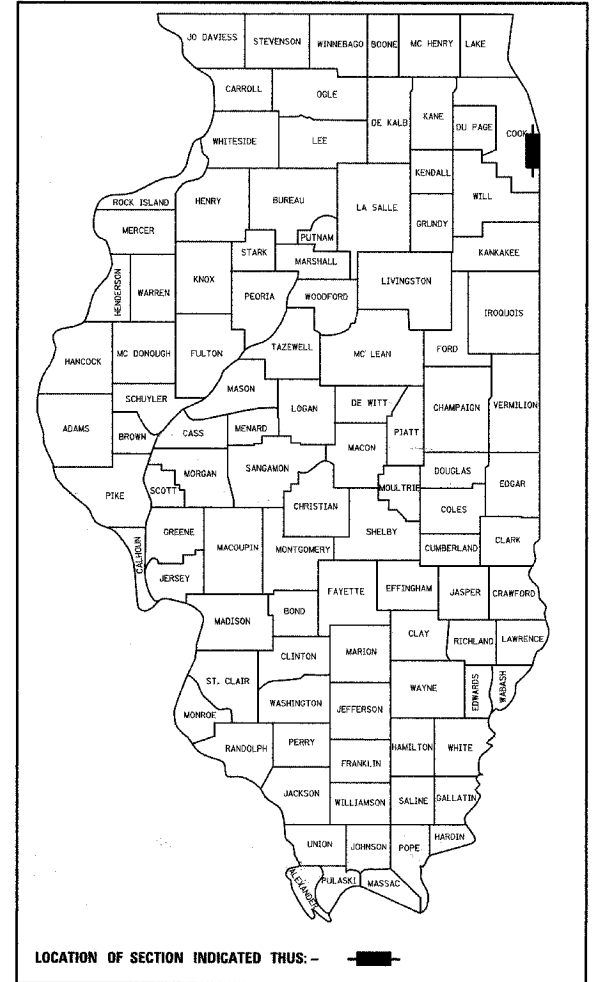 JO DAVIESS STEVENSON WINNEBAGO BOONE MC HENRY LAKE
CARROLL OGLE DE KALB KANE DU PAGE COOK
WHITESIDE LEE
KENDALL WILL
ROCK ISLAND HENRY BUREAU LA SALLE GRUNDY
MERCER PUTNAM
STARK MARSHALL KANKAKEE
HENDERSON WARREN KNOX PEORIA WOODFORD LIVINGSTON
IROQUOIS
HANCOCK MC DONOUGH FULTON TAZEWELL MC LEAN FORD
MASON
SCHUYLER LOGAN DE WITT CHAMPAIGN VERMILION
ADAMS BROWN CASS MENARD PIATT
MACON
PIKE SCOTT MORGAN SANGAMON MOULTRIE DOUGLAS EDGAR
CHRISTIAN COLES
CALHOUN GREENE MACOUPIN MONTGOMERY SHELBY CUMBERLAND CLARK
JERSEY
FAYETTE EFFINGHAM JASPER CRAWFORD
MADISON BOND
CLAY RICHLAND LAWRENCE
CLINTON MARION
ST. CLAIR WAYNE EDWARDS WABASH
WASHINGTON JEFFERSON
MONROE
RANDOLPH PERRY HAMILTON WHITE
FRANKLIN
JACKSON WILLIAMSON SALINE GALLATIN
UNION JOHNSON POPE HARDIN
ALEXANDER PULASKI MASSAC
LOCATION OF SECTION INDICATED THUS: -